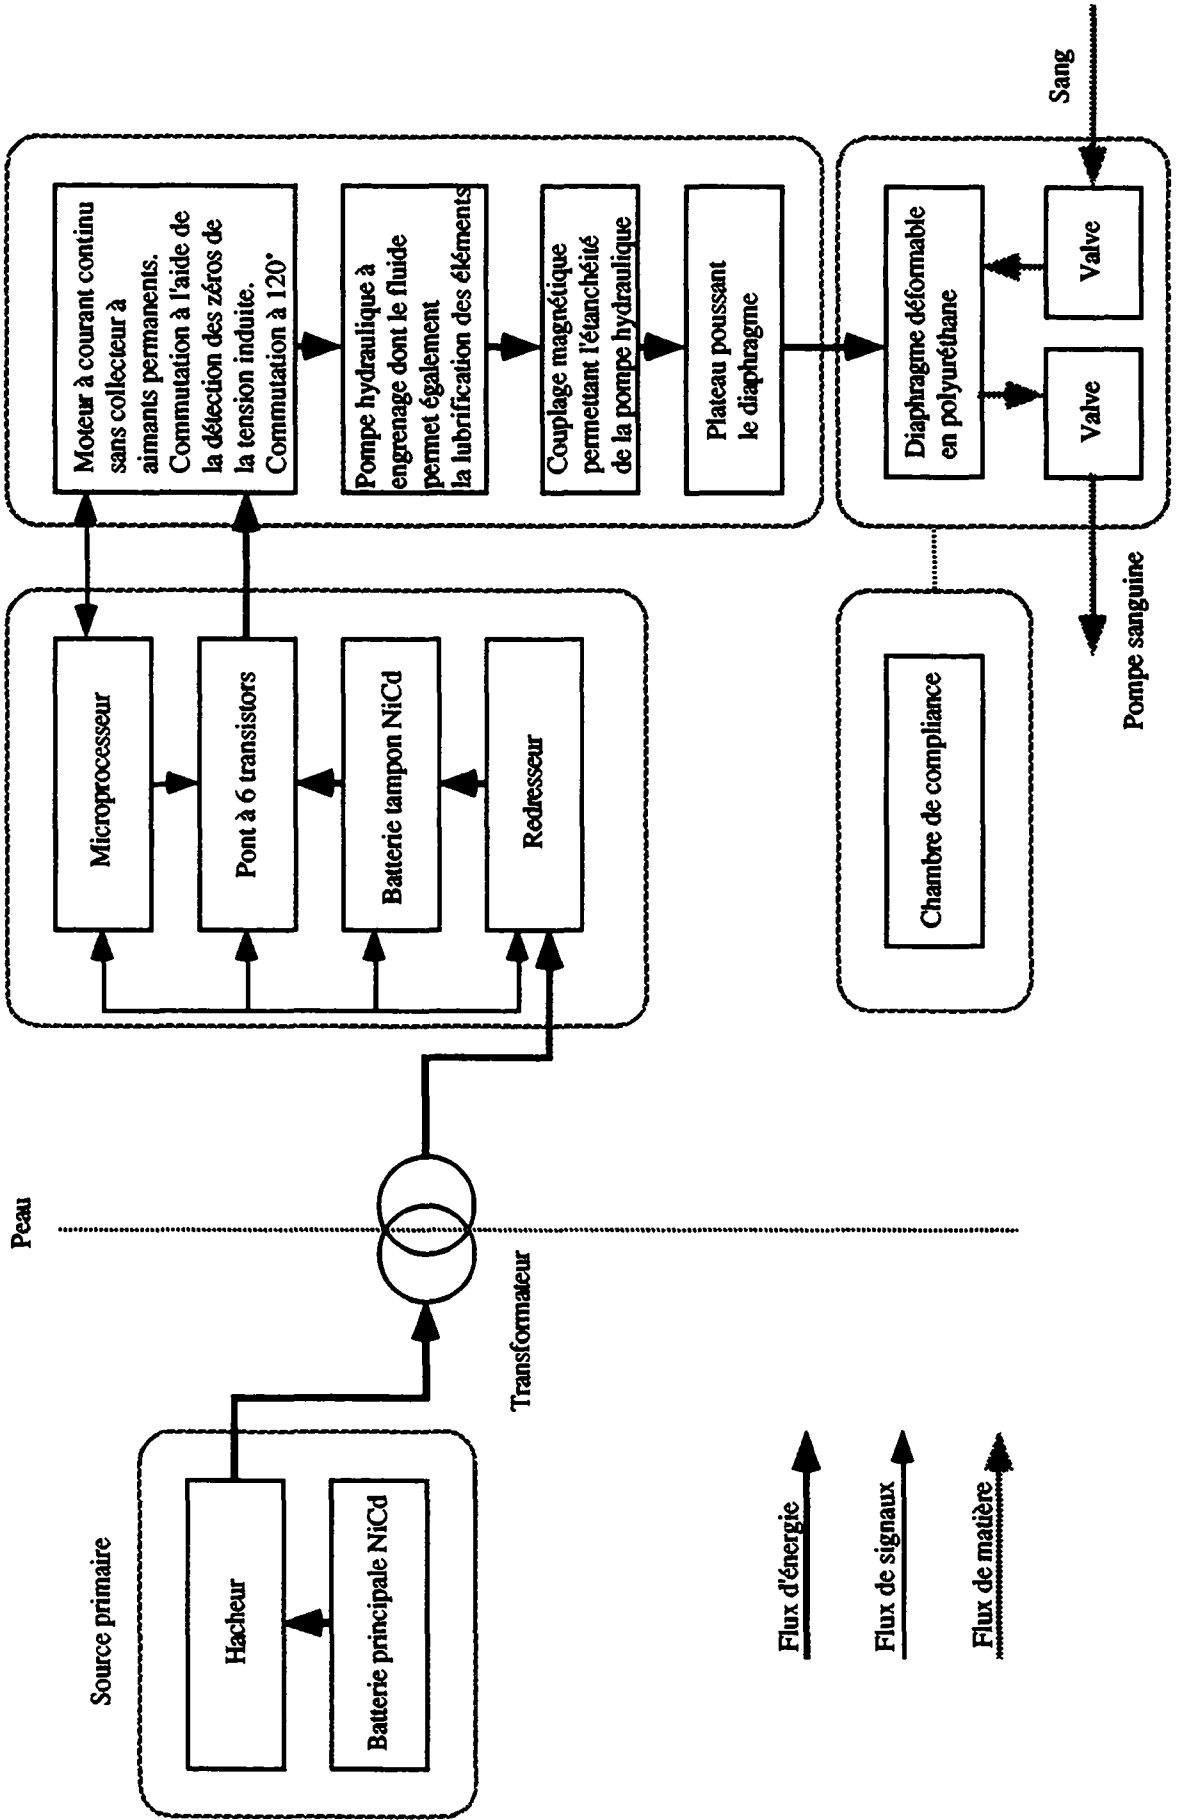 Source primaire
Hacheur
Batterie principale NiCd
Peau
Transformateur
Microprocesseur
Pont à 6 transistors
Batterie tampon NiCd
Redresseur
Moteur à courant continu
sans collecteur à
aimants permanents.
Commutation à l'aide de
la détection des zéros de
la tension induite.
Commutation à 120°
Pompe hydraulique à
engrenage dont le fluide
permet également
la lubrification des éléments
Couplage magnétique
permettant l'étanchéité
de la pompe hydraulique
Plateau poussant
le diaphragme
Chambre de compliance
Diaphragme déformable
en polyuréthane
Valve
Valve
Pompe sanguine
Sang
Flux d'énergie
Flux de signaux
Flux de matière